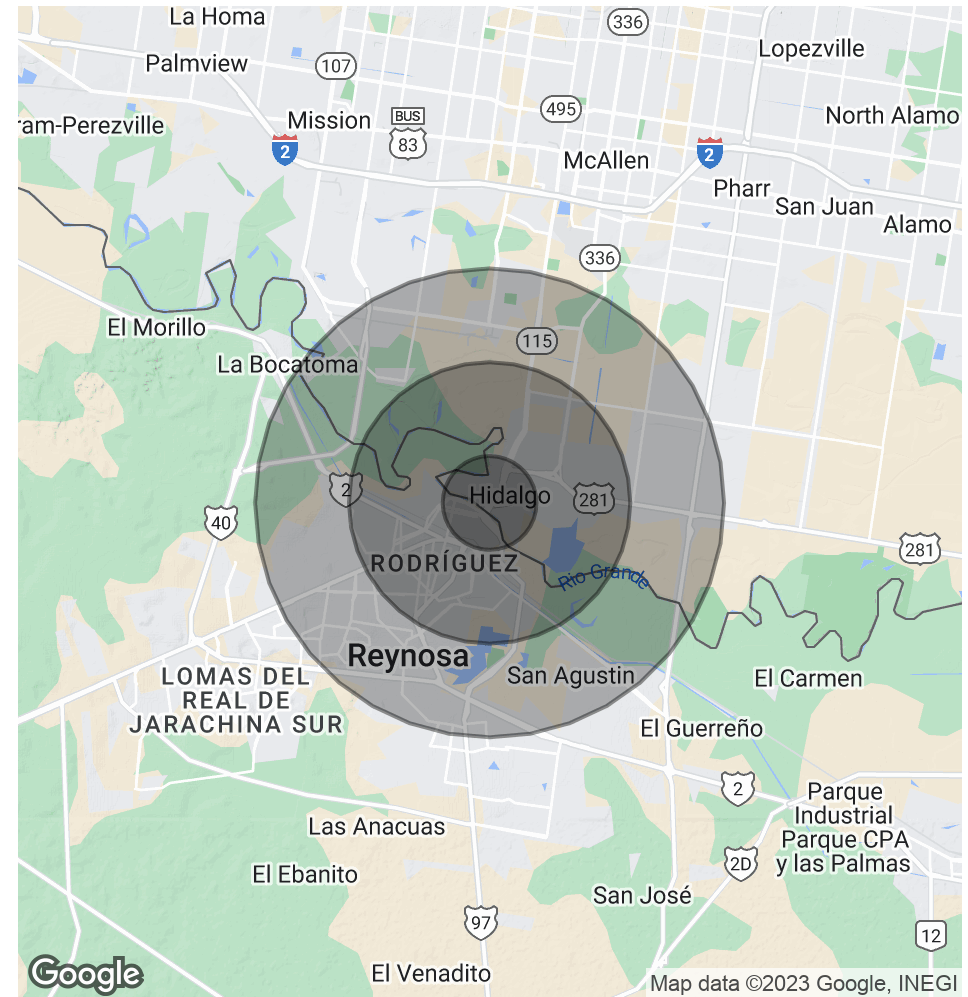 La Homa
336
Lopezville
Palmview
107
495
North Alamo
ram-Perezville
Mission
BUS
83
2
McAllen
2
Pharr
San Juan
Alamo
336
El Morillo
115
La Bocatoma
2
Hidalgo
281
40
281
RODRÍGUEZ
Rio Grande
Reynosa
San Agustin
El Carmen
LOMAS DEL
REAL DE
JARACHINA SUR
El Guerreño
2
Parque
Industrial
Parque CPA
y las Palmas
Las Anacuas
2D
El Ebanito
San José
97
12
El Venadito
Google
Map data ©2023 Google, INEGI